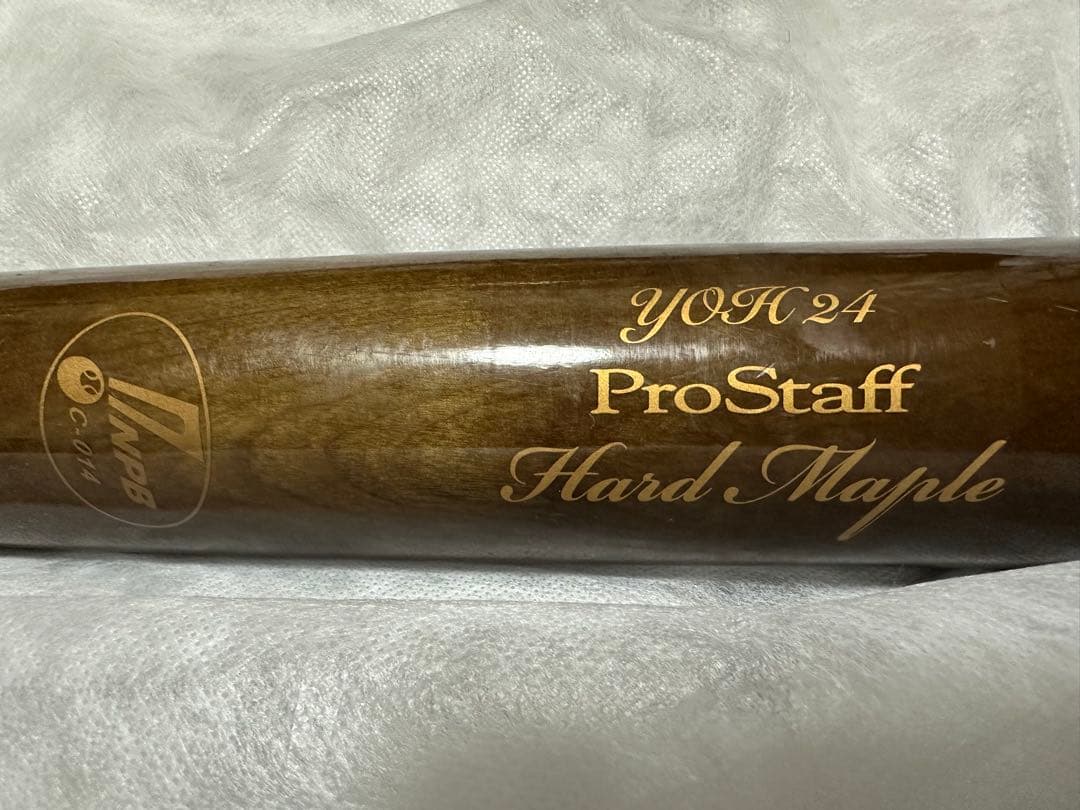 NPB
C-014
YOH 24
ProStaff
Hard Maple